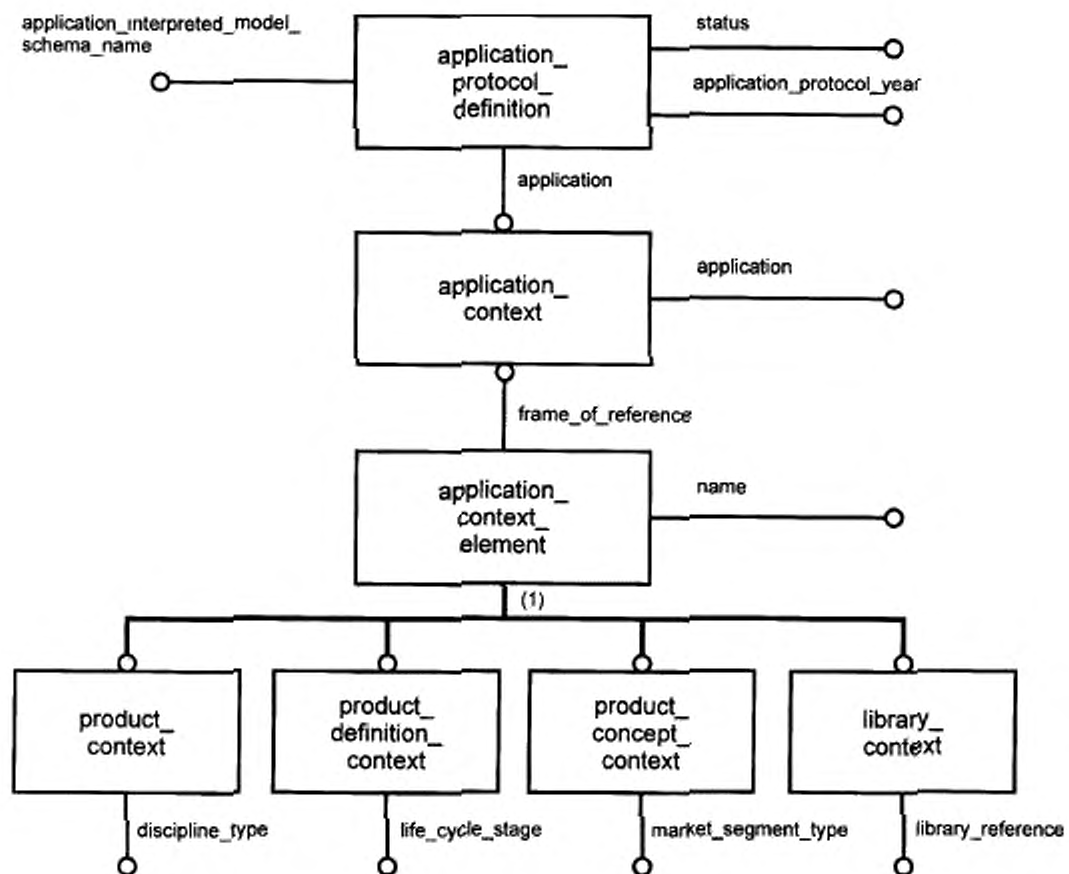 application_interpreted_model_
schema_name
application_
protocol_
definition
status
application_protocol_year
application
application_
context
application
frame_of_reference
application_
context_
element
name
(1)
product_
context
product_
definition_
context
product_
concept_
context
library_
context
discipline_type
life_cycle_stage
market_segment_type
library_reference